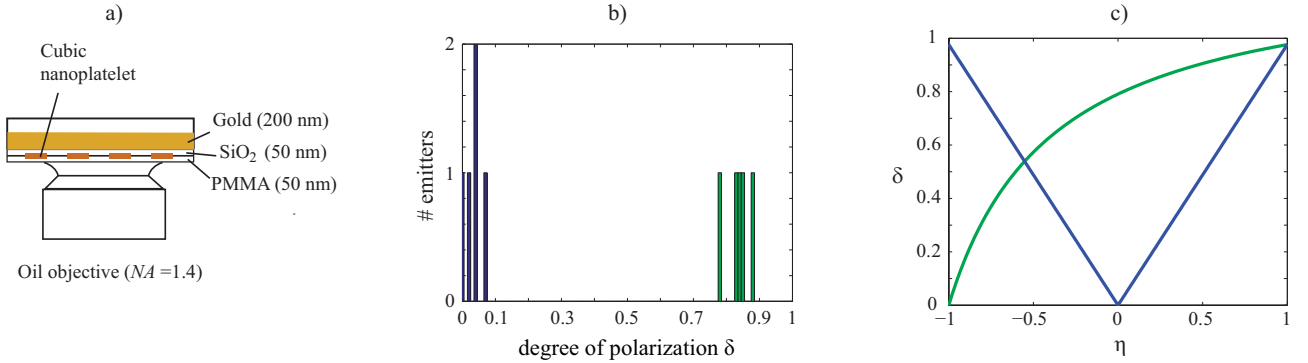 a)
Cubic
nanoplatelet
Gold (200 nm)
SiO₂ (50 nm)
PMMA (50 nm)
Oil objective (NA =1.4)
b)
# emitters
2
1
0
0 0.1 0.3 0.5 0.7 0.9 1
degree of polarization δ
c)
δ
1
0.8
0.6
0.4
0.2
0
−1 −0.5 0 0.5 1
η